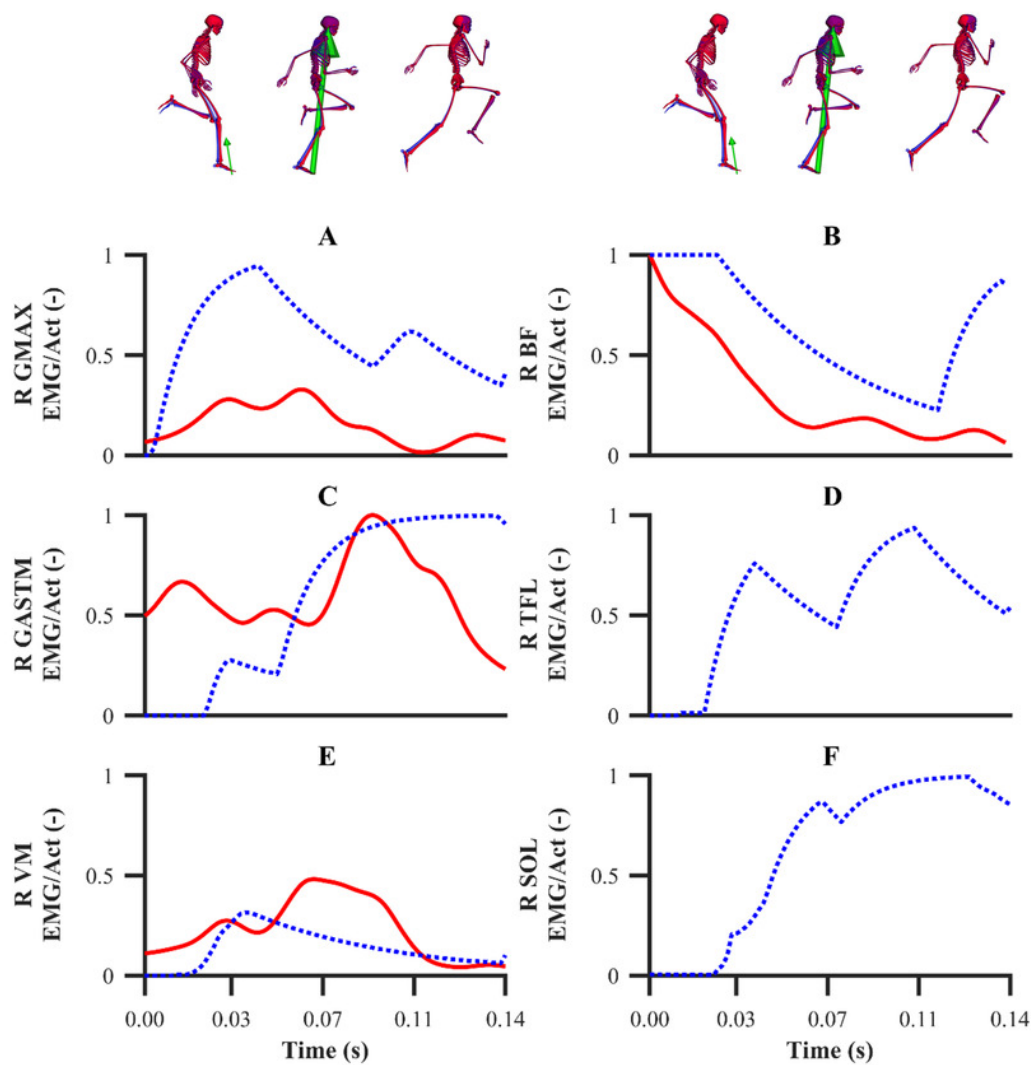 A
B
R GMAX
EMG/Act (-)
1
0.5
0
R BF
EMG/Act (-)
1
0.5
0
C
D
R GASTM
EMG/Act (-)
1
0.5
0
R TFL
EMG/Act (-)
1
0.5
0
E
F
R VM
EMG/Act (-)
1
0.5
0
R SOL
EMG/Act (-)
1
0.5
0
0.00 0.03 0.07 0.11 0.14
Time (s)
0.00 0.03 0.07 0.11 0.14
Time (s)